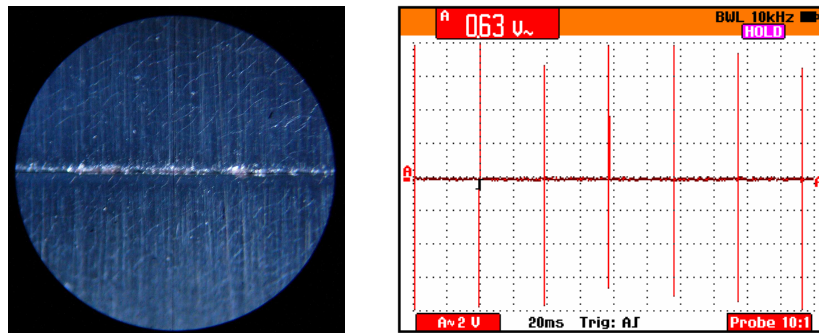 A 0.63 V~ BWL 10kHz
HOLD
A
A
A~2 V 20ms Trig: A∫ Probe 10:1